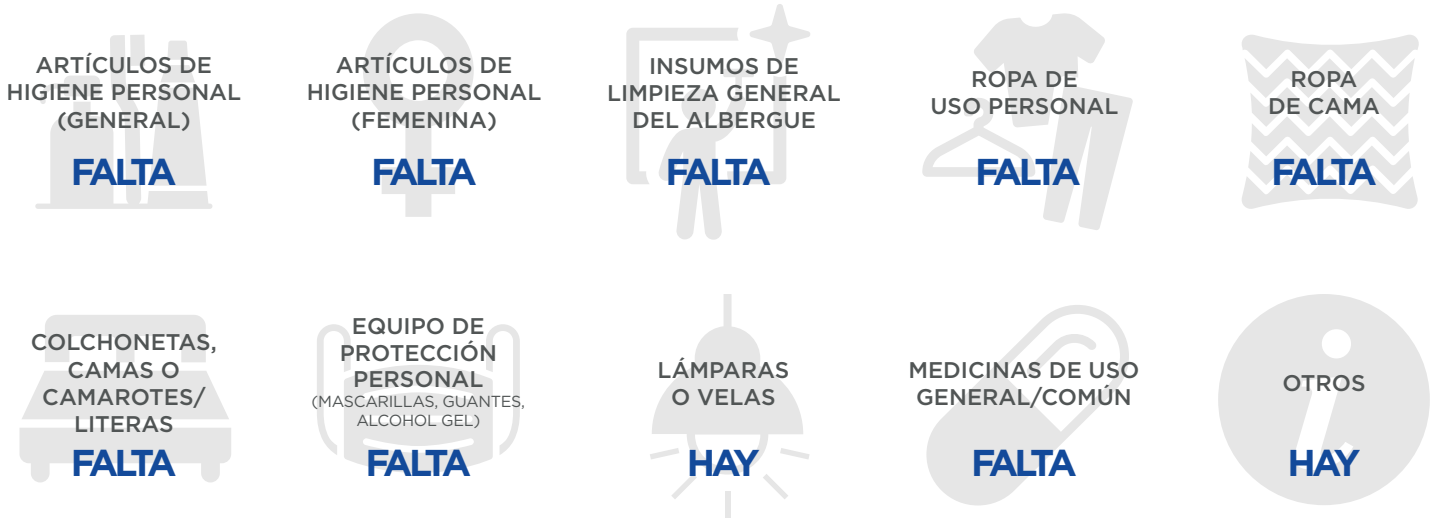 ARTÍCULOS DE
HIGIENE PERSONAL
(GENERAL)
FALTA
ARTÍCULOS DE
HIGIENE PERSONAL
(FEMENINA)
FALTA
INSUMOS DE
LIMPIEZA GENERAL
DEL ALBERGUE
FALTA
ROPA DE
USO PERSONAL
FALTA
ROPA
DE CAMA
FALTA
COLCHONETAS,
CAMAS O
CAMAROTES/
LITERAS
FALTA
EQUIPO DE
PROTECCIÓN
PERSONAL
(MASCARILLAS, GUANTES,
ALCOHOL GEL)
FALTA
LÁMPARAS
O VELAS
HAY
MEDICINAS DE USO
GENERAL/COMÚN
FALTA
OTROS
HAY